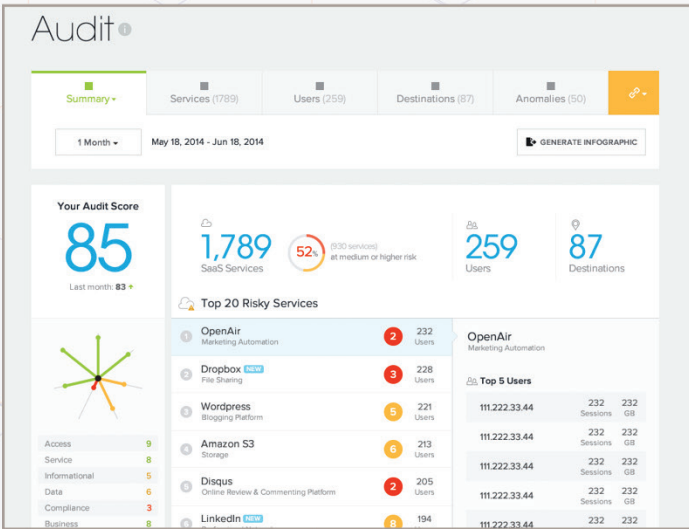 Audit
Summary
Services (1789)
Users (259)
Destinations (87)
Anomalies (50)
1 Month
May 18, 2014 - Jun 18, 2014
GENERATE INFOGRAPHIC
Your Audit Score
85
Last month: 83
Access 9
Service 8
Informational 5
Data 6
Compliance 3
Business 8
1,789
SaaS Services
52%
(930 services)
at medium or higher risk
259
Users
87
Destinations
Top 20 Risky Services
1 OpenAir 2 232
Marketing Automation Users
2 Dropbox NEW 3 228
File Sharing Users
3 Wordpress 5 221
Blogging Platform Users
4 Amazon S3 6 213
Storage Users
5 Disqus 2 205
Online Review & Commenting Platform Users
LinkedIn NEW 8 194
OpenAir
Marketing Automation
Top 5 Users
111.222.33.44 232 232
Sessions GB
111.222.33.44 232 232
Sessions GB
111.222.33.44 232 232
Sessions GB
111.222.33.44 232 232
Sessions GB
111.222.33.44 232 232